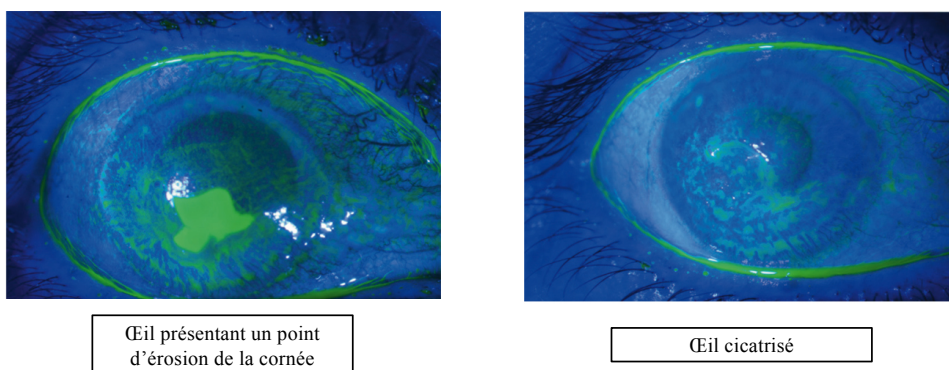 Œil présentant un point
d’érosion de la cornée
Œil cicatrisé